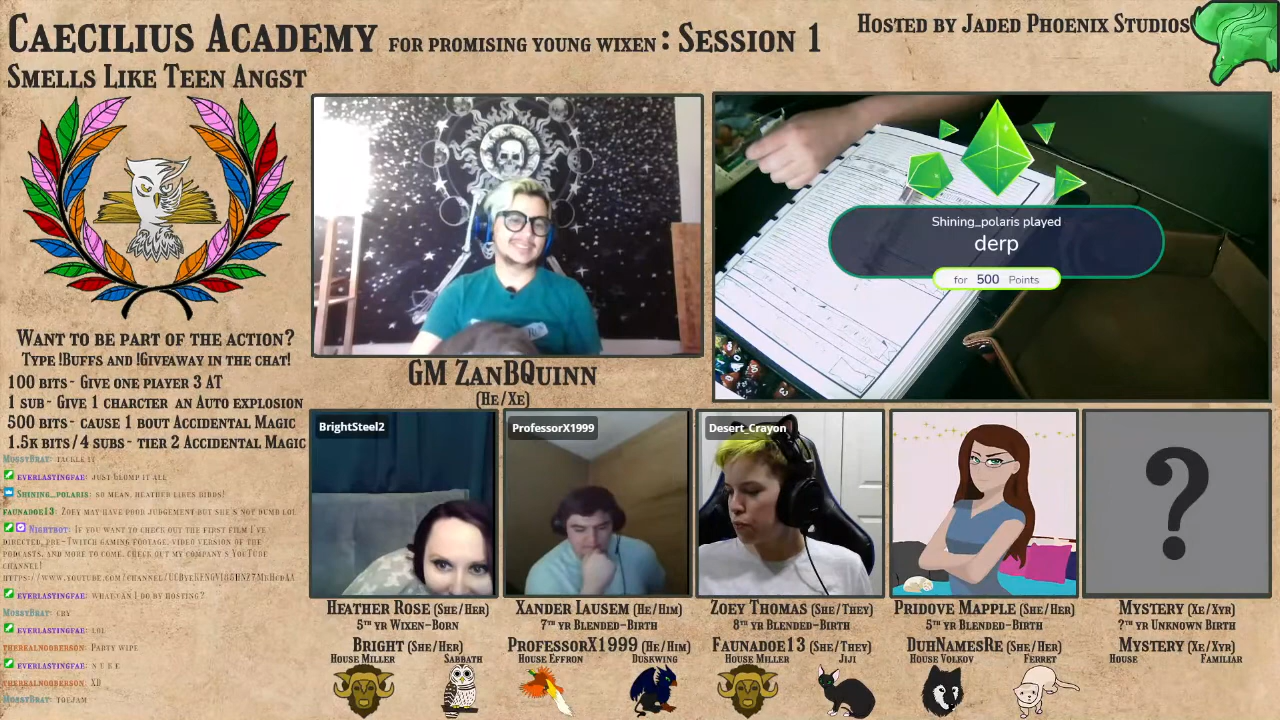 Caecilius Academy for promising young wixen: Session 1
Hosted by Jaded Phoenix Studios
Smells Like Teen Angst
Shining_polaris played
derp
for 500 Points
Want to be part of the action?
Type !Buffs and !Giveaway in the chat!
100 bits - Give one player 3 AT
1 sub - Give 1 charcter an Auto explosion
500 bits - cause 1 bout Accidental Magic
1.5k bits/4 subs - tier 2 Accidental Magic
MossyBrat: tackle it
everlastingfae: just glomp it all
Shining_polaris: so mean. Heather likes birds!
faunadoe13: Zoey may have poor judgement but she's not dumb lol
Nightbot: If you want to check out the first film I've
directed, pre-Twitch gaming footage, video version of the
podcasts, and more to come, check out my company's YouTube
channel!
everlastingfae: what can I do by hosting?
MossyBrat: cry
everlastingfae: lol
therealnooberson: Party wipe
everlastingfae: n e k e
therealnooberson: XD
MossyBrat: toejam
GM ZanBQuinn
(He/Xe)
BrightSteel2
ProfessorX1999
Desert_Crayon
?
Heather Rose (She/Her)
5th yr Wixen-Born
Bright (She/Her)
House Miller
Sabbath
Xander Lausem (He/Him)
7th yr Blended-Birth
ProfessorX1999 (He/Him)
House Effron
Duskwing
Zoey Thomas (She/They)
8th yr Blended-Birth
Faunadoe13 (She/They)
House Miller
Jiji
Pridove Mapple (She/Her)
5th yr Blended-Birth
DuhNamesRe (She/Her)
House Volkov
Ferret
Mystery (Xe/Xyr)
?th yr Unknown Birth
Mystery (Xe/Xyr)
House
Familiar